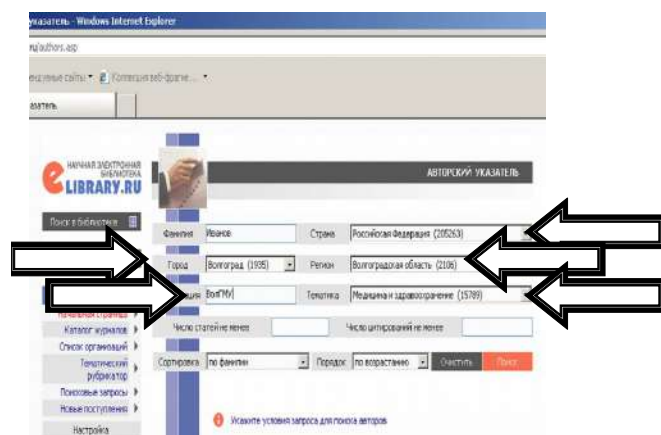 указатель - Windows Internet Explorer
ru/authors.asp
Коллекция веб-фрагме...
азатель.
НАУЧНАЯ ЭЛЕКТРОННАЯ
БИБЛИОТЕКА
LIBRARY.RU
АВТОРСКИЙ УКАЗАТЕЛЬ
Поиск в библиотеке
Фамилия Иванов Страна Российская Федерация (205263)
Город Волгоград (1935) Регион Волгоградская область (2106)
ВолГМУ Тематика Медицина и здравоохранение (15789)
Начальная страница
Число статей не менее Число цитирований не менее
Каталог журналов
Список организаций
Сортировка по фамилии Порядок по возрастанию Очистить Поиск
Тематический
рубрикатор
Поисковые запросы
Новые поступления
Укажите условия запроса для поиска авторов
Настройка